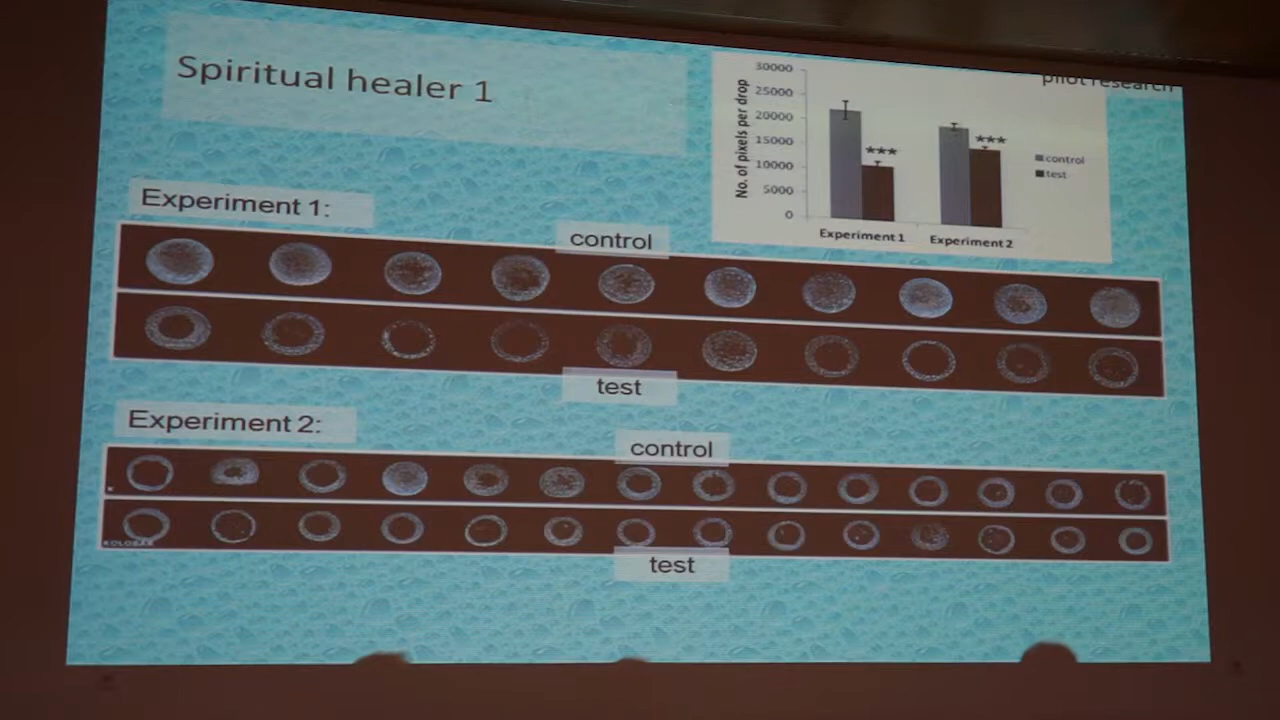 Spiritual healer 1
pilot research
No. of pixels per drop
30000
25000
20000
15000
10000
5000
0
***
***
control
test
Experiment 1
Experiment 2
Experiment 1:
control
test
Experiment 2:
control
K
KOLOBAR
test